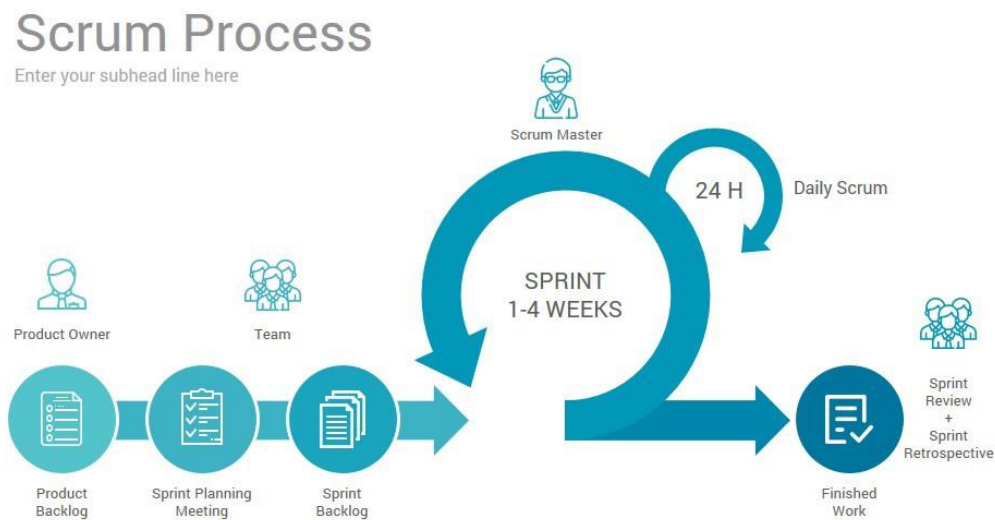 Scrum Process
Enter your subhead line here
Scrum Master
24 H
Daily Scrum
SPRINT
1-4 WEEKS
Product Owner
Team
Product
Backlog
Sprint Planning
Meeting
Sprint
Backlog
Finished
Work
Sprint
Review
+
Sprint
Retrospective